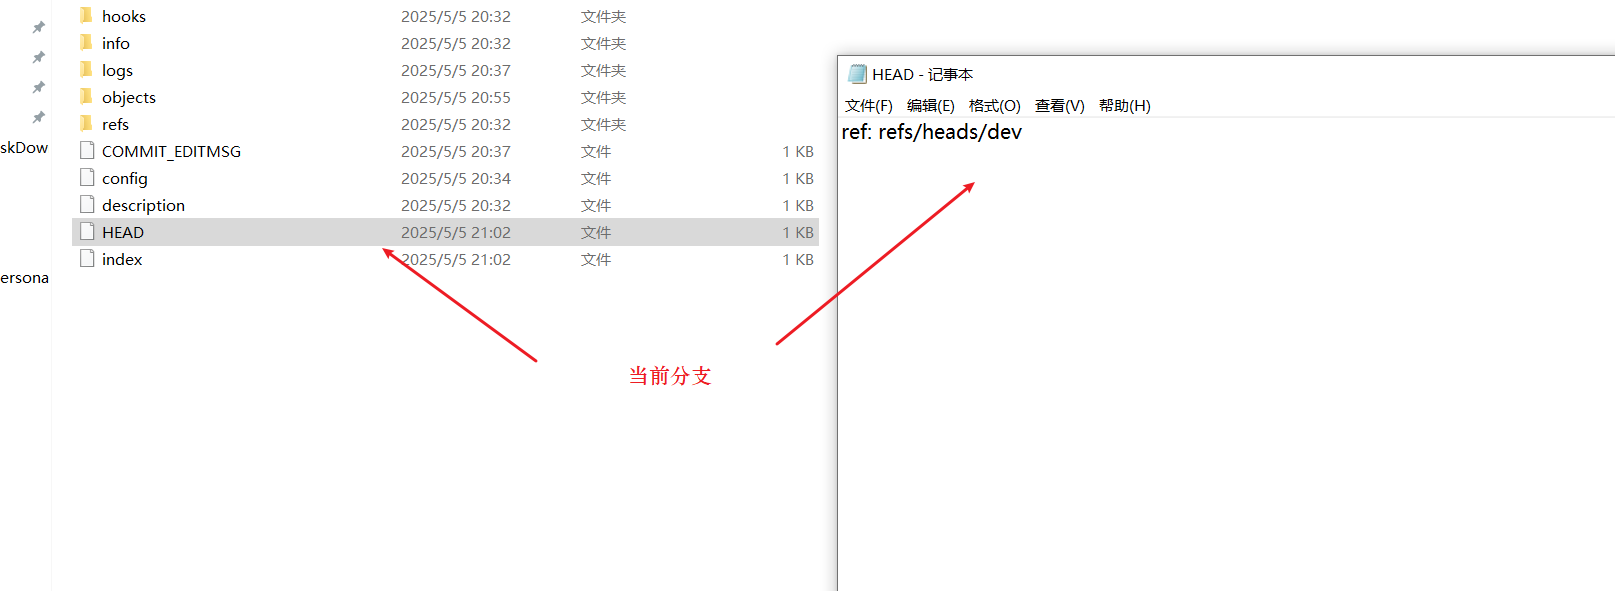 hooks 2025/5/5 20:32 文件夹
info 2025/5/5 20:32 文件夹
logs 2025/5/5 20:37 文件夹
objects 2025/5/5 20:55 文件夹
refs 2025/5/5 20:32 文件夹
skDow
COMMIT_EDITMSG 2025/5/5 20:37 文件 1 KB
config 2025/5/5 20:34 文件 1 KB
description 2025/5/5 20:32 文件 1 KB
HEAD 2025/5/5 21:02 文件 1 KB
index 2025/5/5 21:02 文件 1 KB
ersona
HEAD - 记事本
文件(F) 编辑(E) 格式(O) 查看(V) 帮助(H)
ref: refs/heads/dev
当前分支